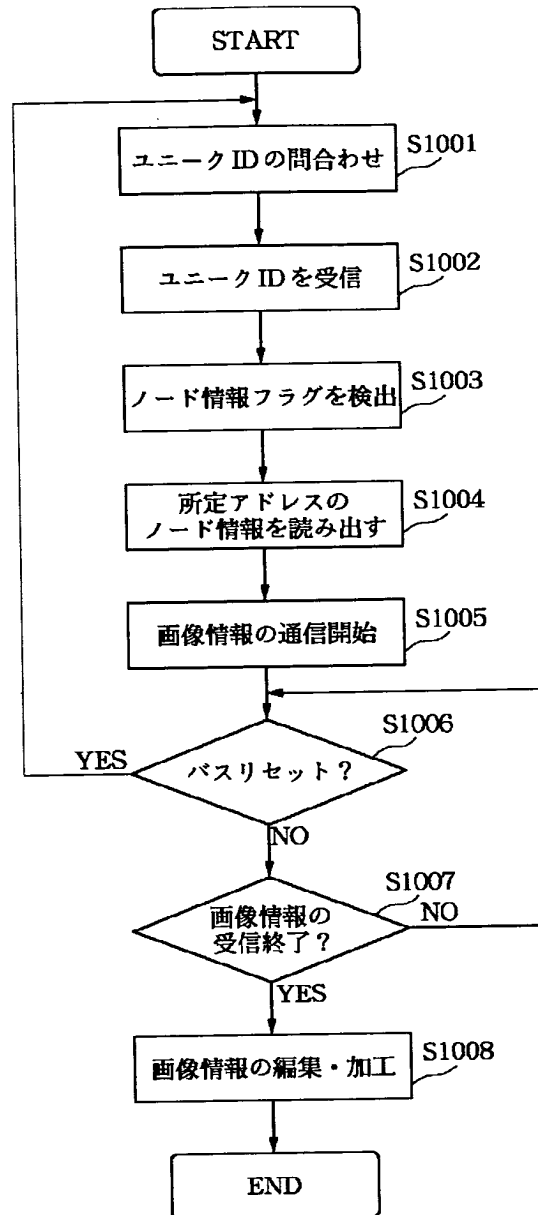 START
ユニークIDの問合わせ
S1001
ユニークIDを受信
S1002
ノード情報フラグを検出
S1003
所定アドレスの
ノード情報を読み出す
S1004
画像情報の通信開始
S1005
バスリセット?
S1006
YES
NO
画像情報の
受信終了?
S1007
NO
YES
画像情報の編集・加工
S1008
END